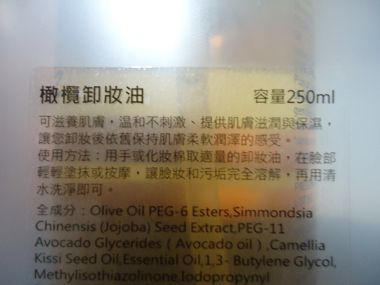 橄欖卸妝油 容量250ml
可滋養肌膚，温和不刺激、提供肌膚滋潤與保濕，
讓您卸妝後依舊保持肌膚柔軟潤澤的感受。
使用方法：用手或化妝棉取適量的卸妝油，在臉部
輕輕塗抹或按摩，讓臉妝和污垢完全溶解，再用清
水洗淨即可。
全成分：Olive Oil PEG-6 Esters,Simmondsia
Chinensis (Jojoba) Seed Extract,PEG-11
Avocado Glycerides ( Avocado oil ) ,Camellia
Kissi Seed Oil,Essential Oil,1,3- Butylene Glycol,
Methylisothiazolinone,Iodopropynyl